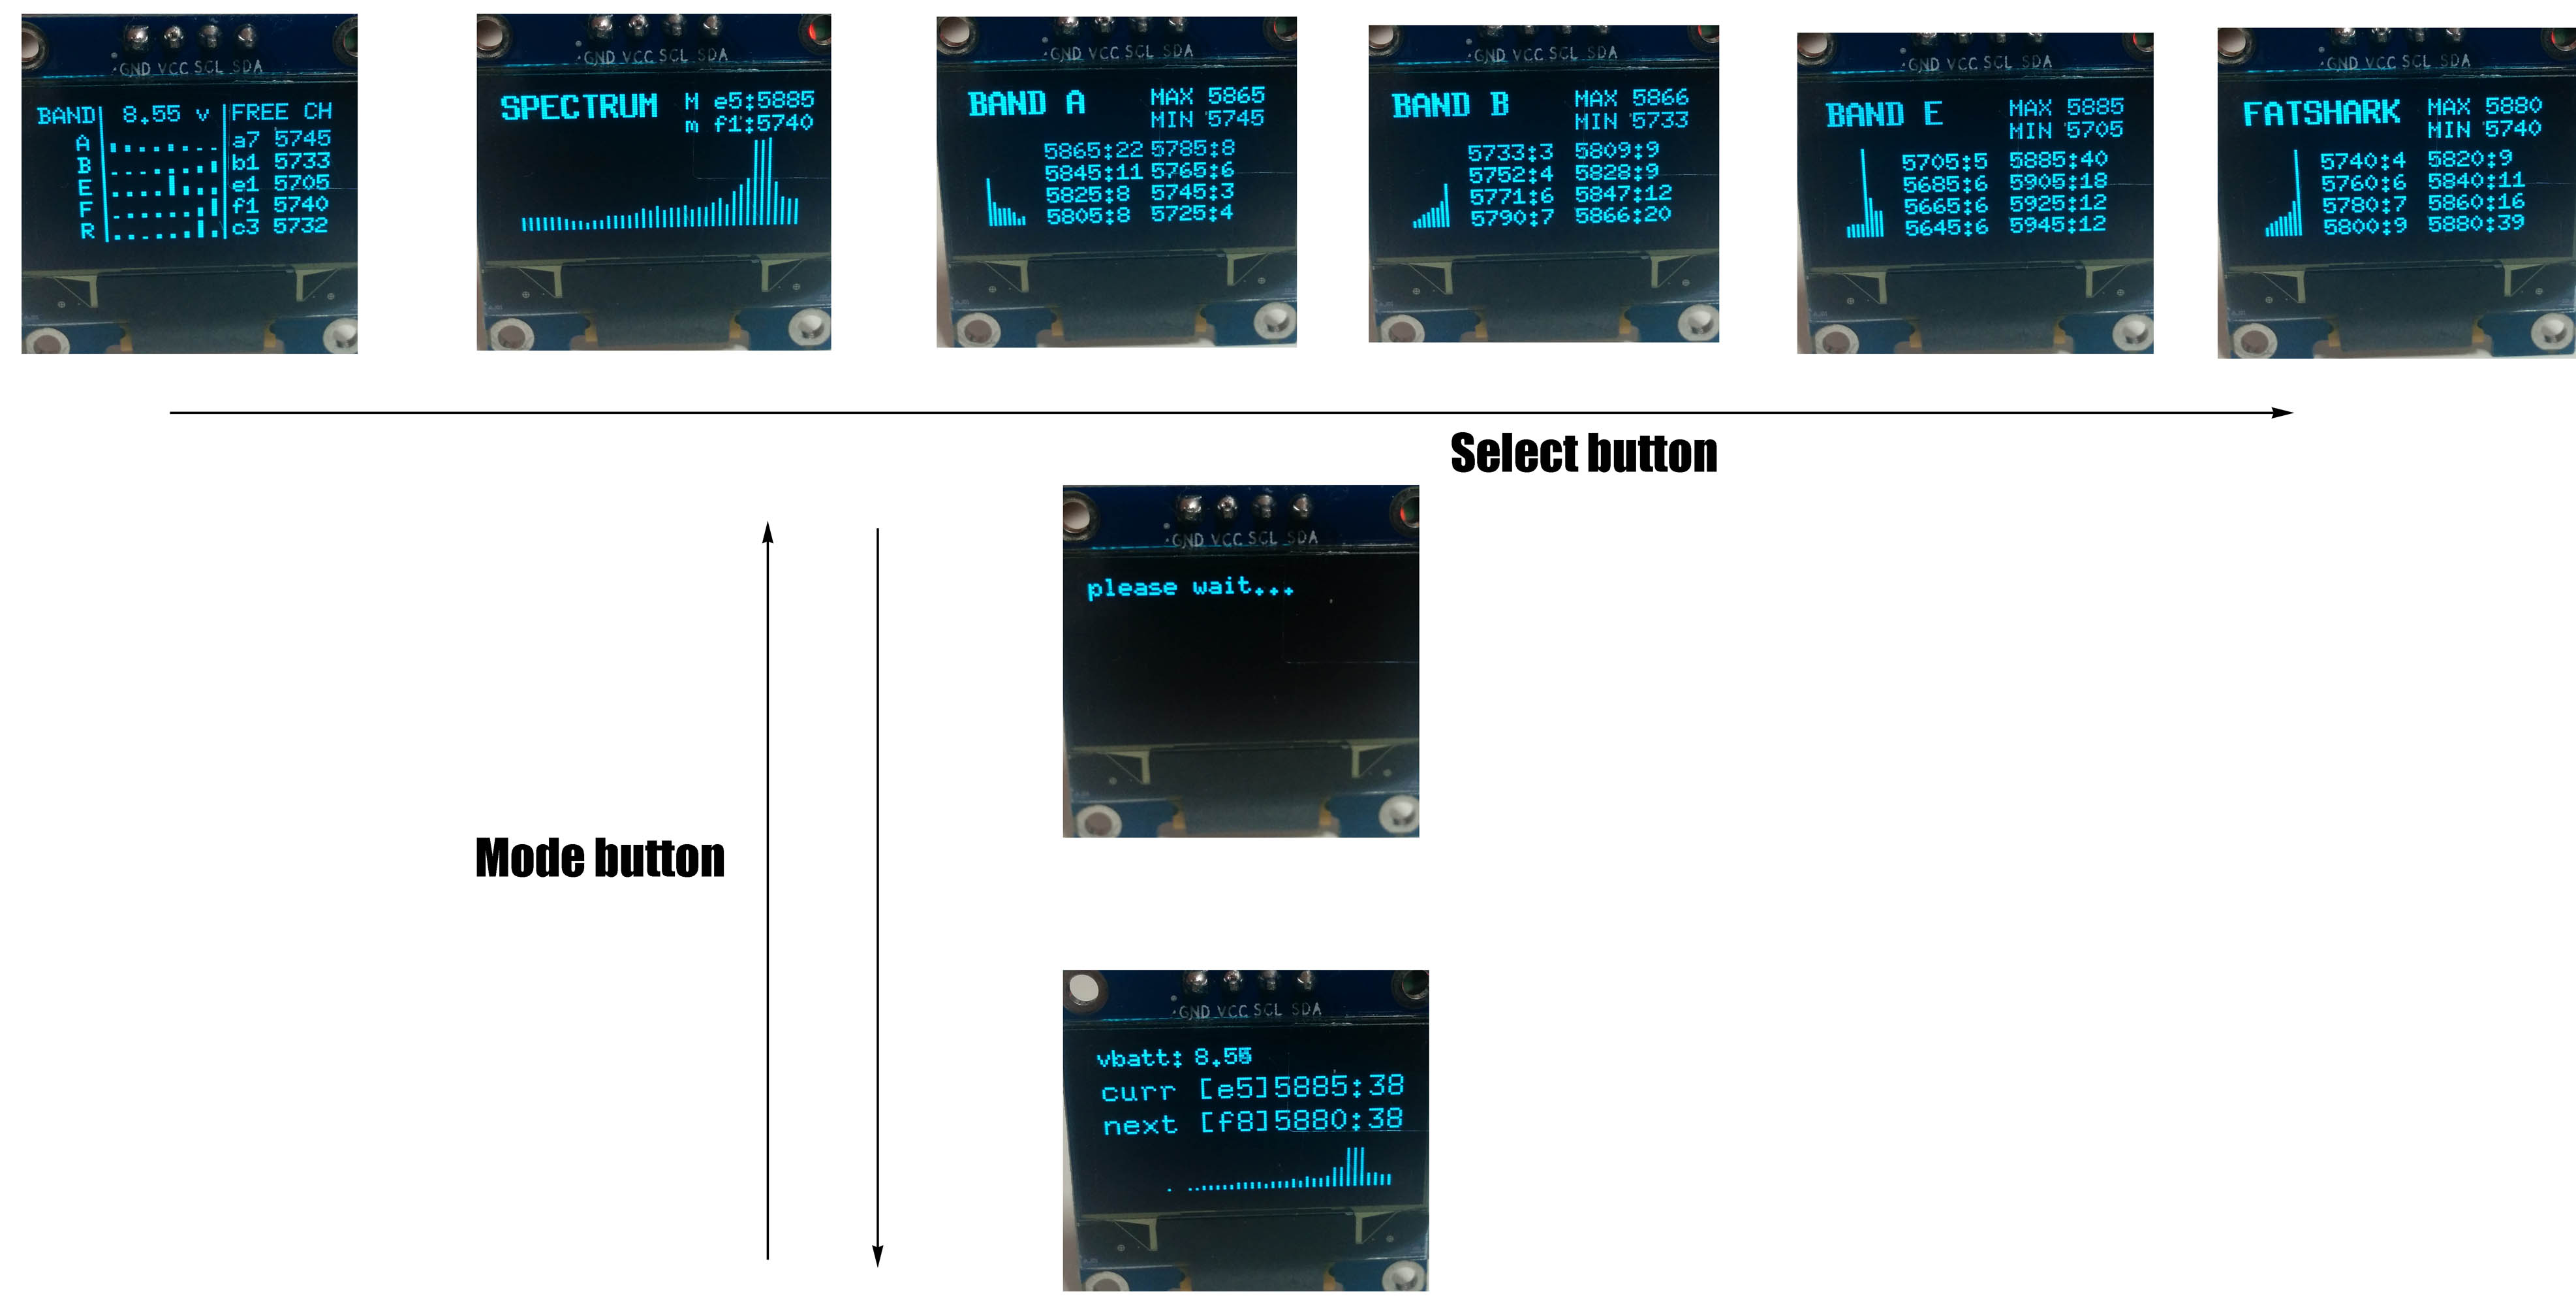 GND VCC SCL SDA
BAND 8.55 v FREE CH
A a7 5745
B b1 5733
E e1 5705
F f1 5740
R c3 5732
GND VCC SCL SDA
SPECTRUM M e5:5885
m f1:5740
GND VCC SCL SDA
BAND A MAX 5865
MIN 5745
5865:22 5785:8
5845:11 5765:6
5825:8 5745:3
5805:8 5725:4
GND VCC SCL SDA
BAND B MAX 5866
MIN 5733
5733:3 5809:9
5752:4 5828:9
5771:6 5847:12
5790:7 5866:20
GND VCC SCL SDA
BAND E MAX 5885
MIN 5705
5705:5 5885:40
5685:6 5905:18
5665:6 5925:12
5645:6 5945:12
GND VCC SCL SDA
FATSHARK MAX 5880
MIN 5740
5740:4 5820:9
5760:6 5840:11
5780:7 5860:16
5800:9 5880:39
Select button
GND VCC SCL SDA
please wait...
Mode button
GND VCC SCL SDA
vbatt:
curr [e5]5885:38
next [f8]5880:38